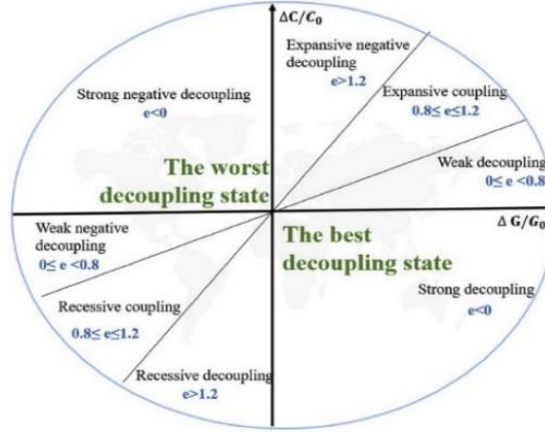 ΔC/C₀
Expansive negative
decoupling
e>1.2
Strong negative decoupling
e<0
Expansive coupling
0.8≤ e≤1.2
The worst
decoupling state
Weak decoupling
0≤ e <0.8
Δ G/G₀
Weak negative
decoupling
0≤ e <0.8
The best
decoupling state
Recessive coupling
0.8≤ e≤1.2
Strong decoupling
e<0
Recessive decoupling
e>1.2